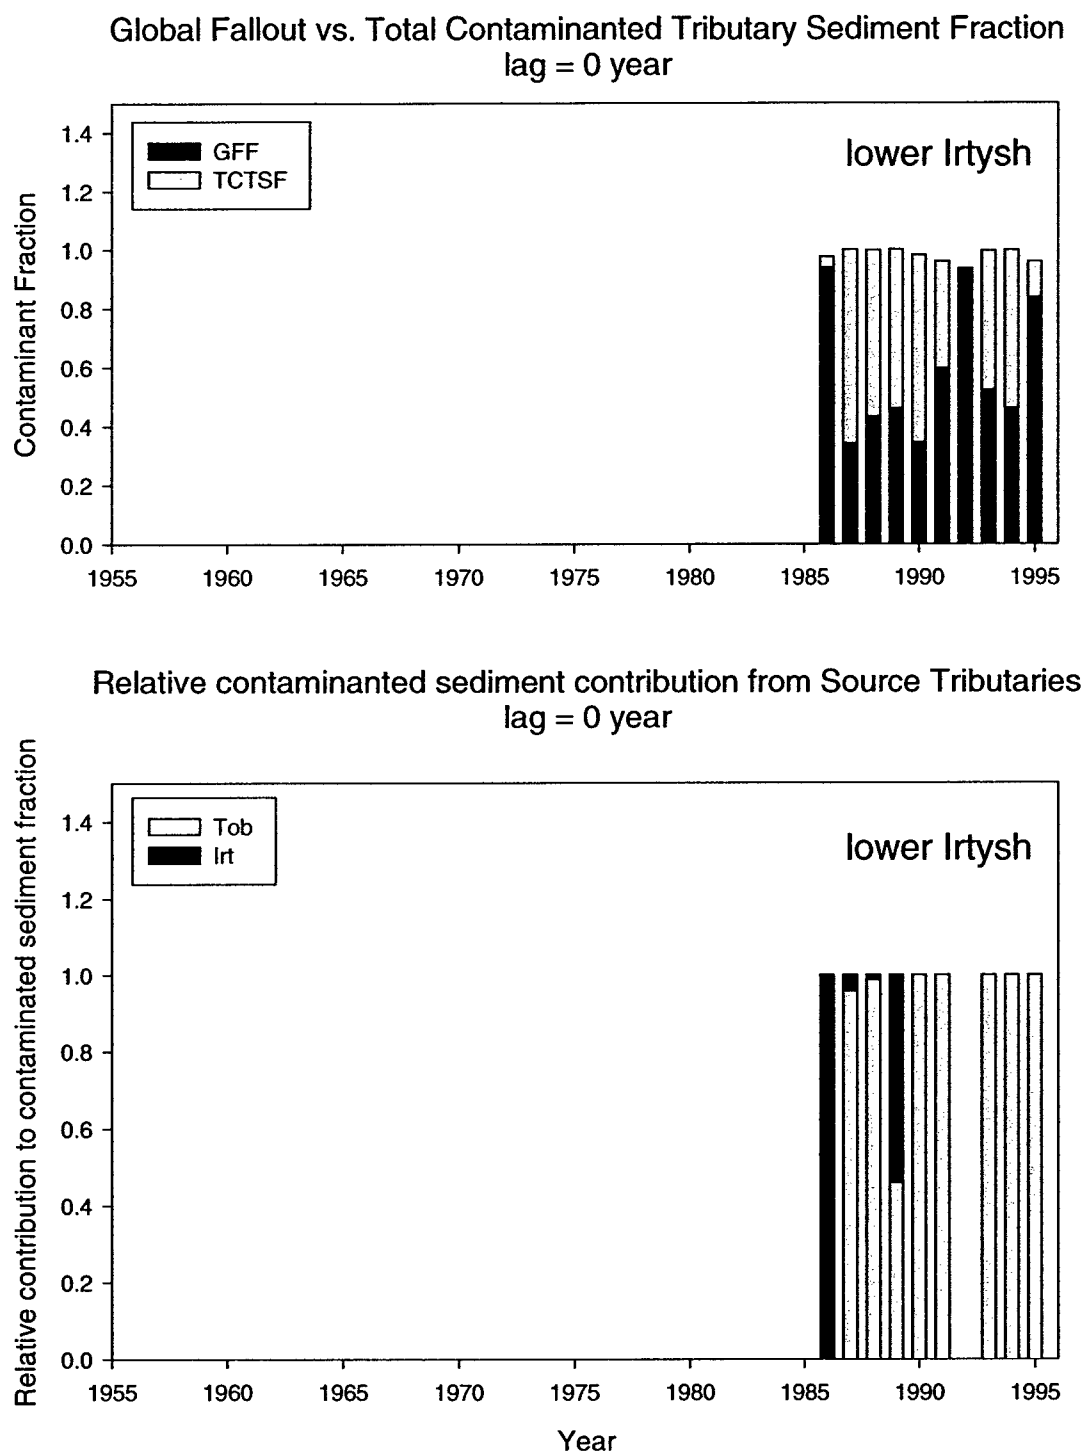 Global Fallout vs. Total Contaminanted Tributary Sediment Fraction
lag = 0 year
1.4
1.2
1.0
0.8
0.6
0.4
0.2
0.0
Contaminant Fraction
GFF
TCTSF
lower Irtysh
1955 1960 1965 1970 1975 1980 1985 1990 1995
Relative contaminanted sediment contribution from Source Tributaries
lag = 0 year
1.4
1.2
1.0
0.8
0.6
0.4
0.2
0.0
Relative contribution to contaminated sediment fraction
Tob
Irt
lower Irtysh
1955 1960 1965 1970 1975 1980 1985 1990 1995
Year